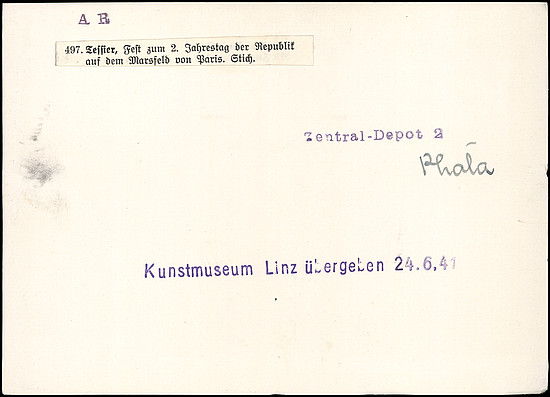 A R
497. Tessier, Fest zum 2. Jahrestag der Republik
auf dem Marsfeld von Paris. Stich.
Zentral-Depot 2
Kunstmuseum Linz übergeben 24.6.41